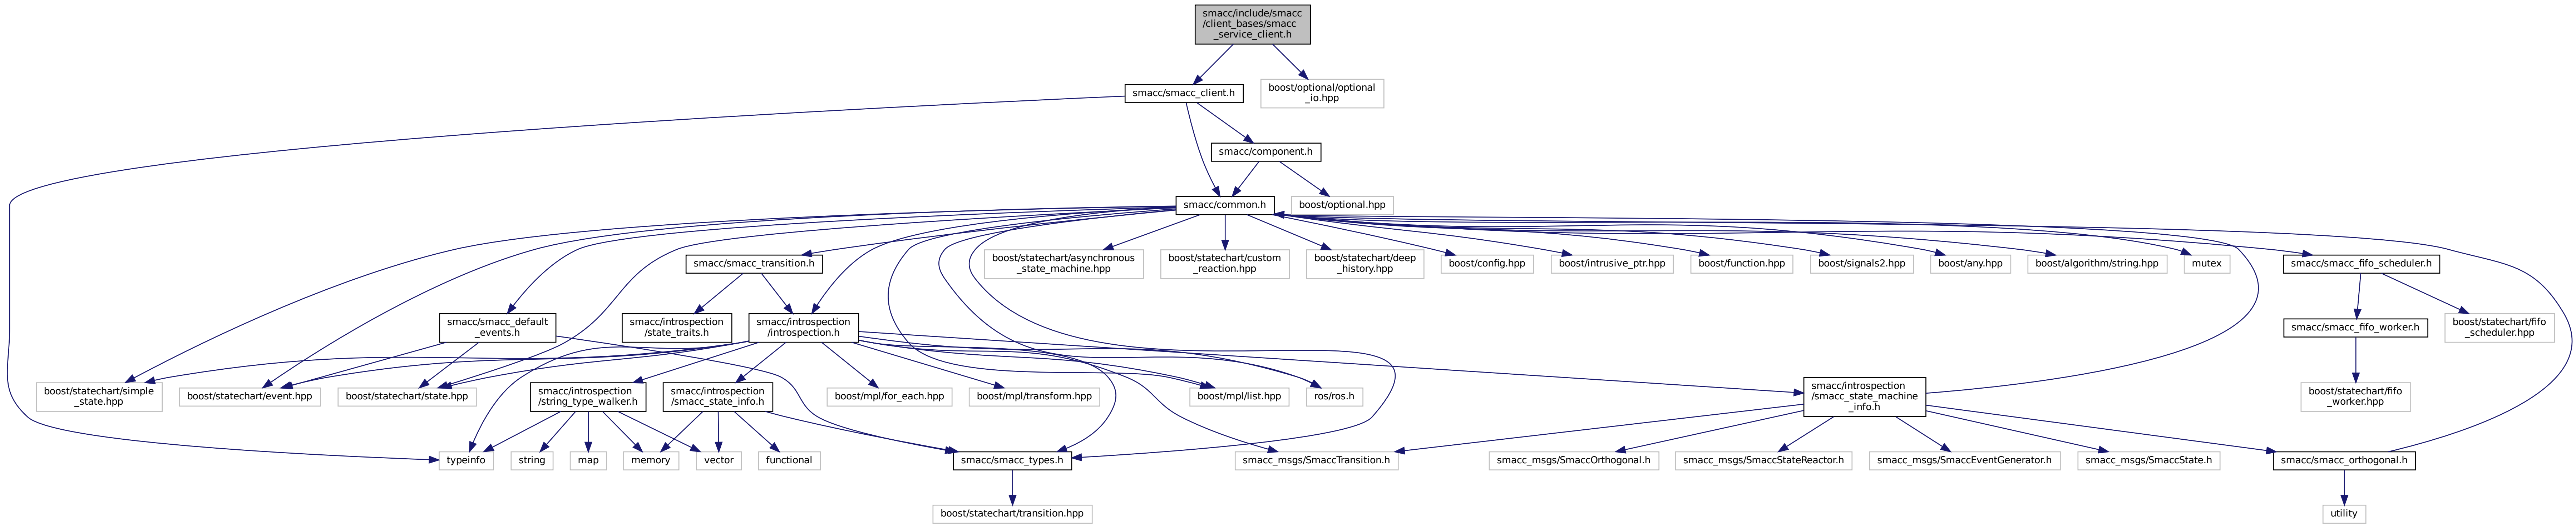 smacc/include/smacc
/client_bases/smacc
_service_client.h
smacc/smacc_client.h
boost/optional/optional
_io.hpp
smacc/component.h
smacc/common.h
boost/optional.hpp
smacc/smacc_transition.h
boost/statechart/asynchronous
_state_machine.hpp
boost/statechart/custom
_reaction.hpp
boost/statechart/deep
_history.hpp
boost/config.hpp
boost/intrusive_ptr.hpp
boost/function.hpp
boost/signals2.hpp
boost/any.hpp
boost/algorithm/string.hpp
mutex
smacc/smacc_fifo_scheduler.h
smacc/smacc_default
_events.h
smacc/introspection
/state_traits.h
smacc/introspection
/introspection.h
smacc/smacc_fifo_worker.h
boost/statechart/fifo
_scheduler.hpp
boost/statechart/simple
_state.hpp
boost/statechart/event.hpp
boost/statechart/state.hpp
smacc/introspection
/string_type_walker.h
smacc/introspection
/smacc_state_info.h
boost/mpl/for_each.hpp
boost/mpl/transform.hpp
boost/mpl/list.hpp
ros/ros.h
smacc/introspection
/smacc_state_machine
_info.h
boost/statechart/fifo
_worker.hpp
typeinfo
string
map
memory
vector
functional
smacc/smacc_types.h
smacc_msgs/SmaccTransition.h
smacc_msgs/SmaccOrthogonal.h
smacc_msgs/SmaccStateReactor.h
smacc_msgs/SmaccEventGenerator.h
smacc_msgs/SmaccState.h
smacc/smacc_orthogonal.h
boost/statechart/transition.hpp
utility